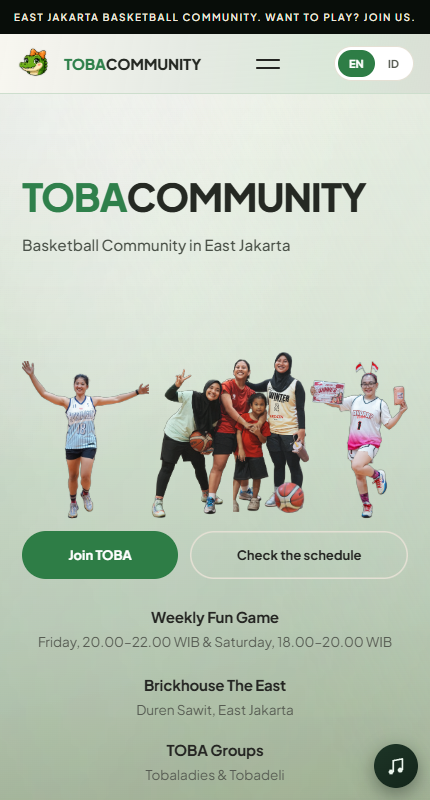 EAST JAKARTA BASKETBALL COMMUNITY. WANT TO PLAY? JOIN US.
TOBACOMMUNITY
EN ID
TOBACOMMUNITY
Basketball Community in East Jakarta
WINTER
Join TOBA
Check the schedule
Weekly Fun Game
Friday, 20.00–22.00 WIB & Saturday, 18.00–20.00 WIB
Brickhouse The East
Duren Sawit, East Jakarta
TOBA Groups
Tobaladies & Tobadeli